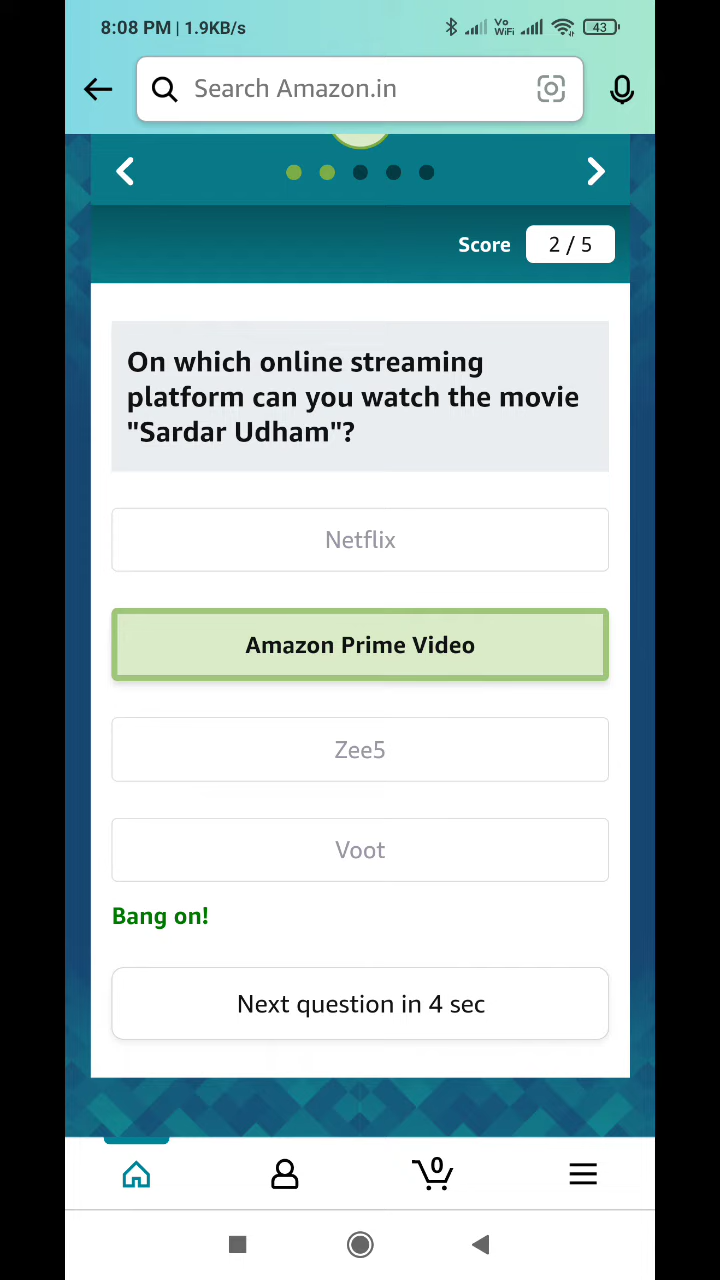 8:08 PM | 1.9KB/s Vo WiFi 43
Search Amazon.in
Score 2 / 5
On which online streaming
platform can you watch the movie
"Sardar Udham"?
Netflix
Amazon Prime Video
Zee5
Voot
Bang on!
Next question in 4 sec
0